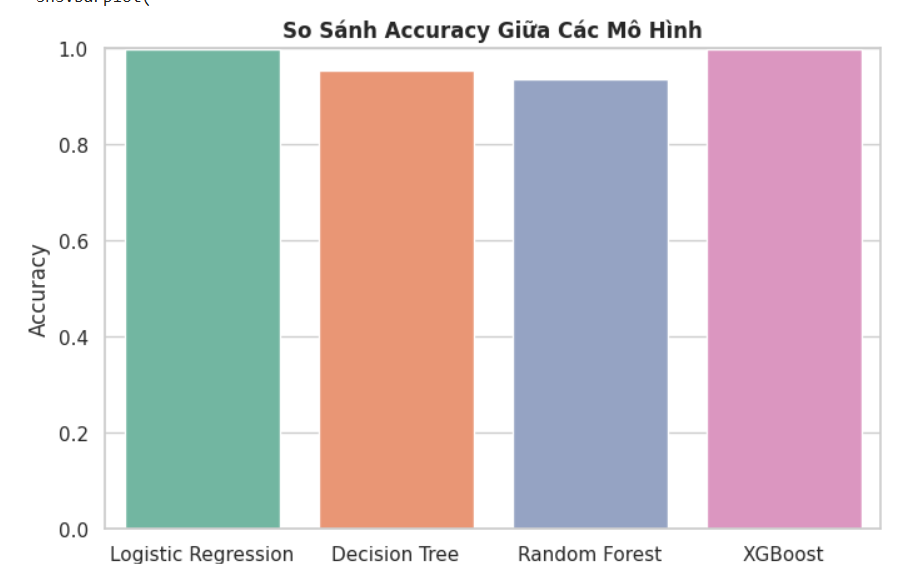 So Sánh Accuracy Giữa Các Mô Hình
1.0
0.8
0.6
0.4
0.2
0.0
Accuracy
Logistic Regression Decision Tree Random Forest XGBoost